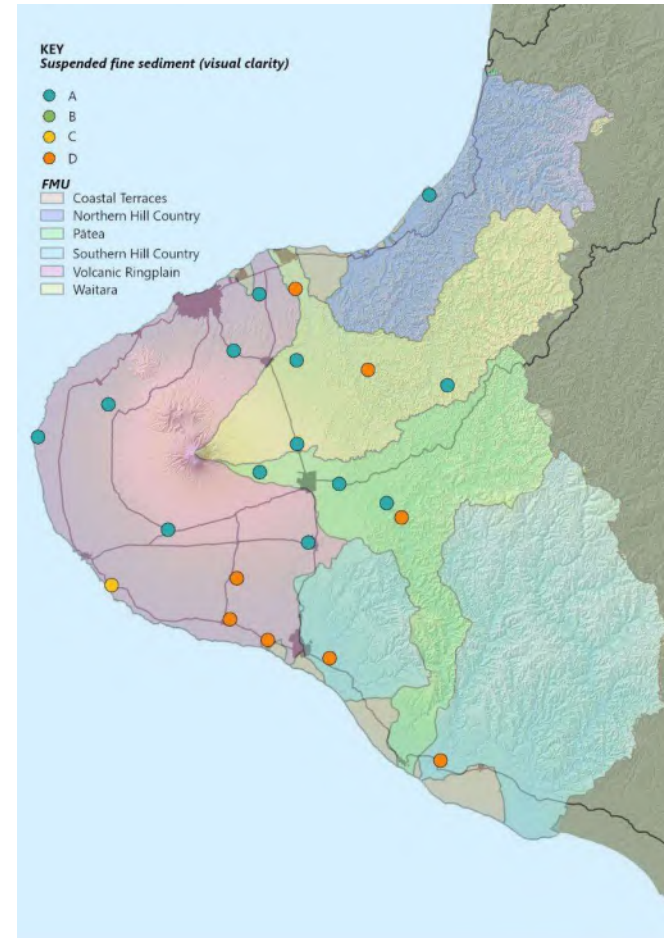 KEY
Suspended fine sediment (visual clarity)
A
B
C
D
FMU
Coastal Terraces
Northern Hill Country
Pātea
Southern Hill Country
Volcanic Ringplain
Waitara